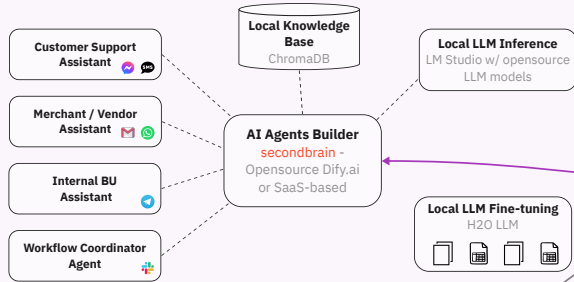 Customer Support
Assistant
SMS
Merchant / Vendor
Assistant
Internal BU
Assistant
Workflow Coordinator
Agent
Local Knowledge
Base
ChromaDB
AI Agents Builder
secondbrain -
Opensource Dify.ai
or SaaS-based
Local LLM Inference
LM Studio w/ opensource
LLM models
Local LLM Fine-tuning
H2O LLM